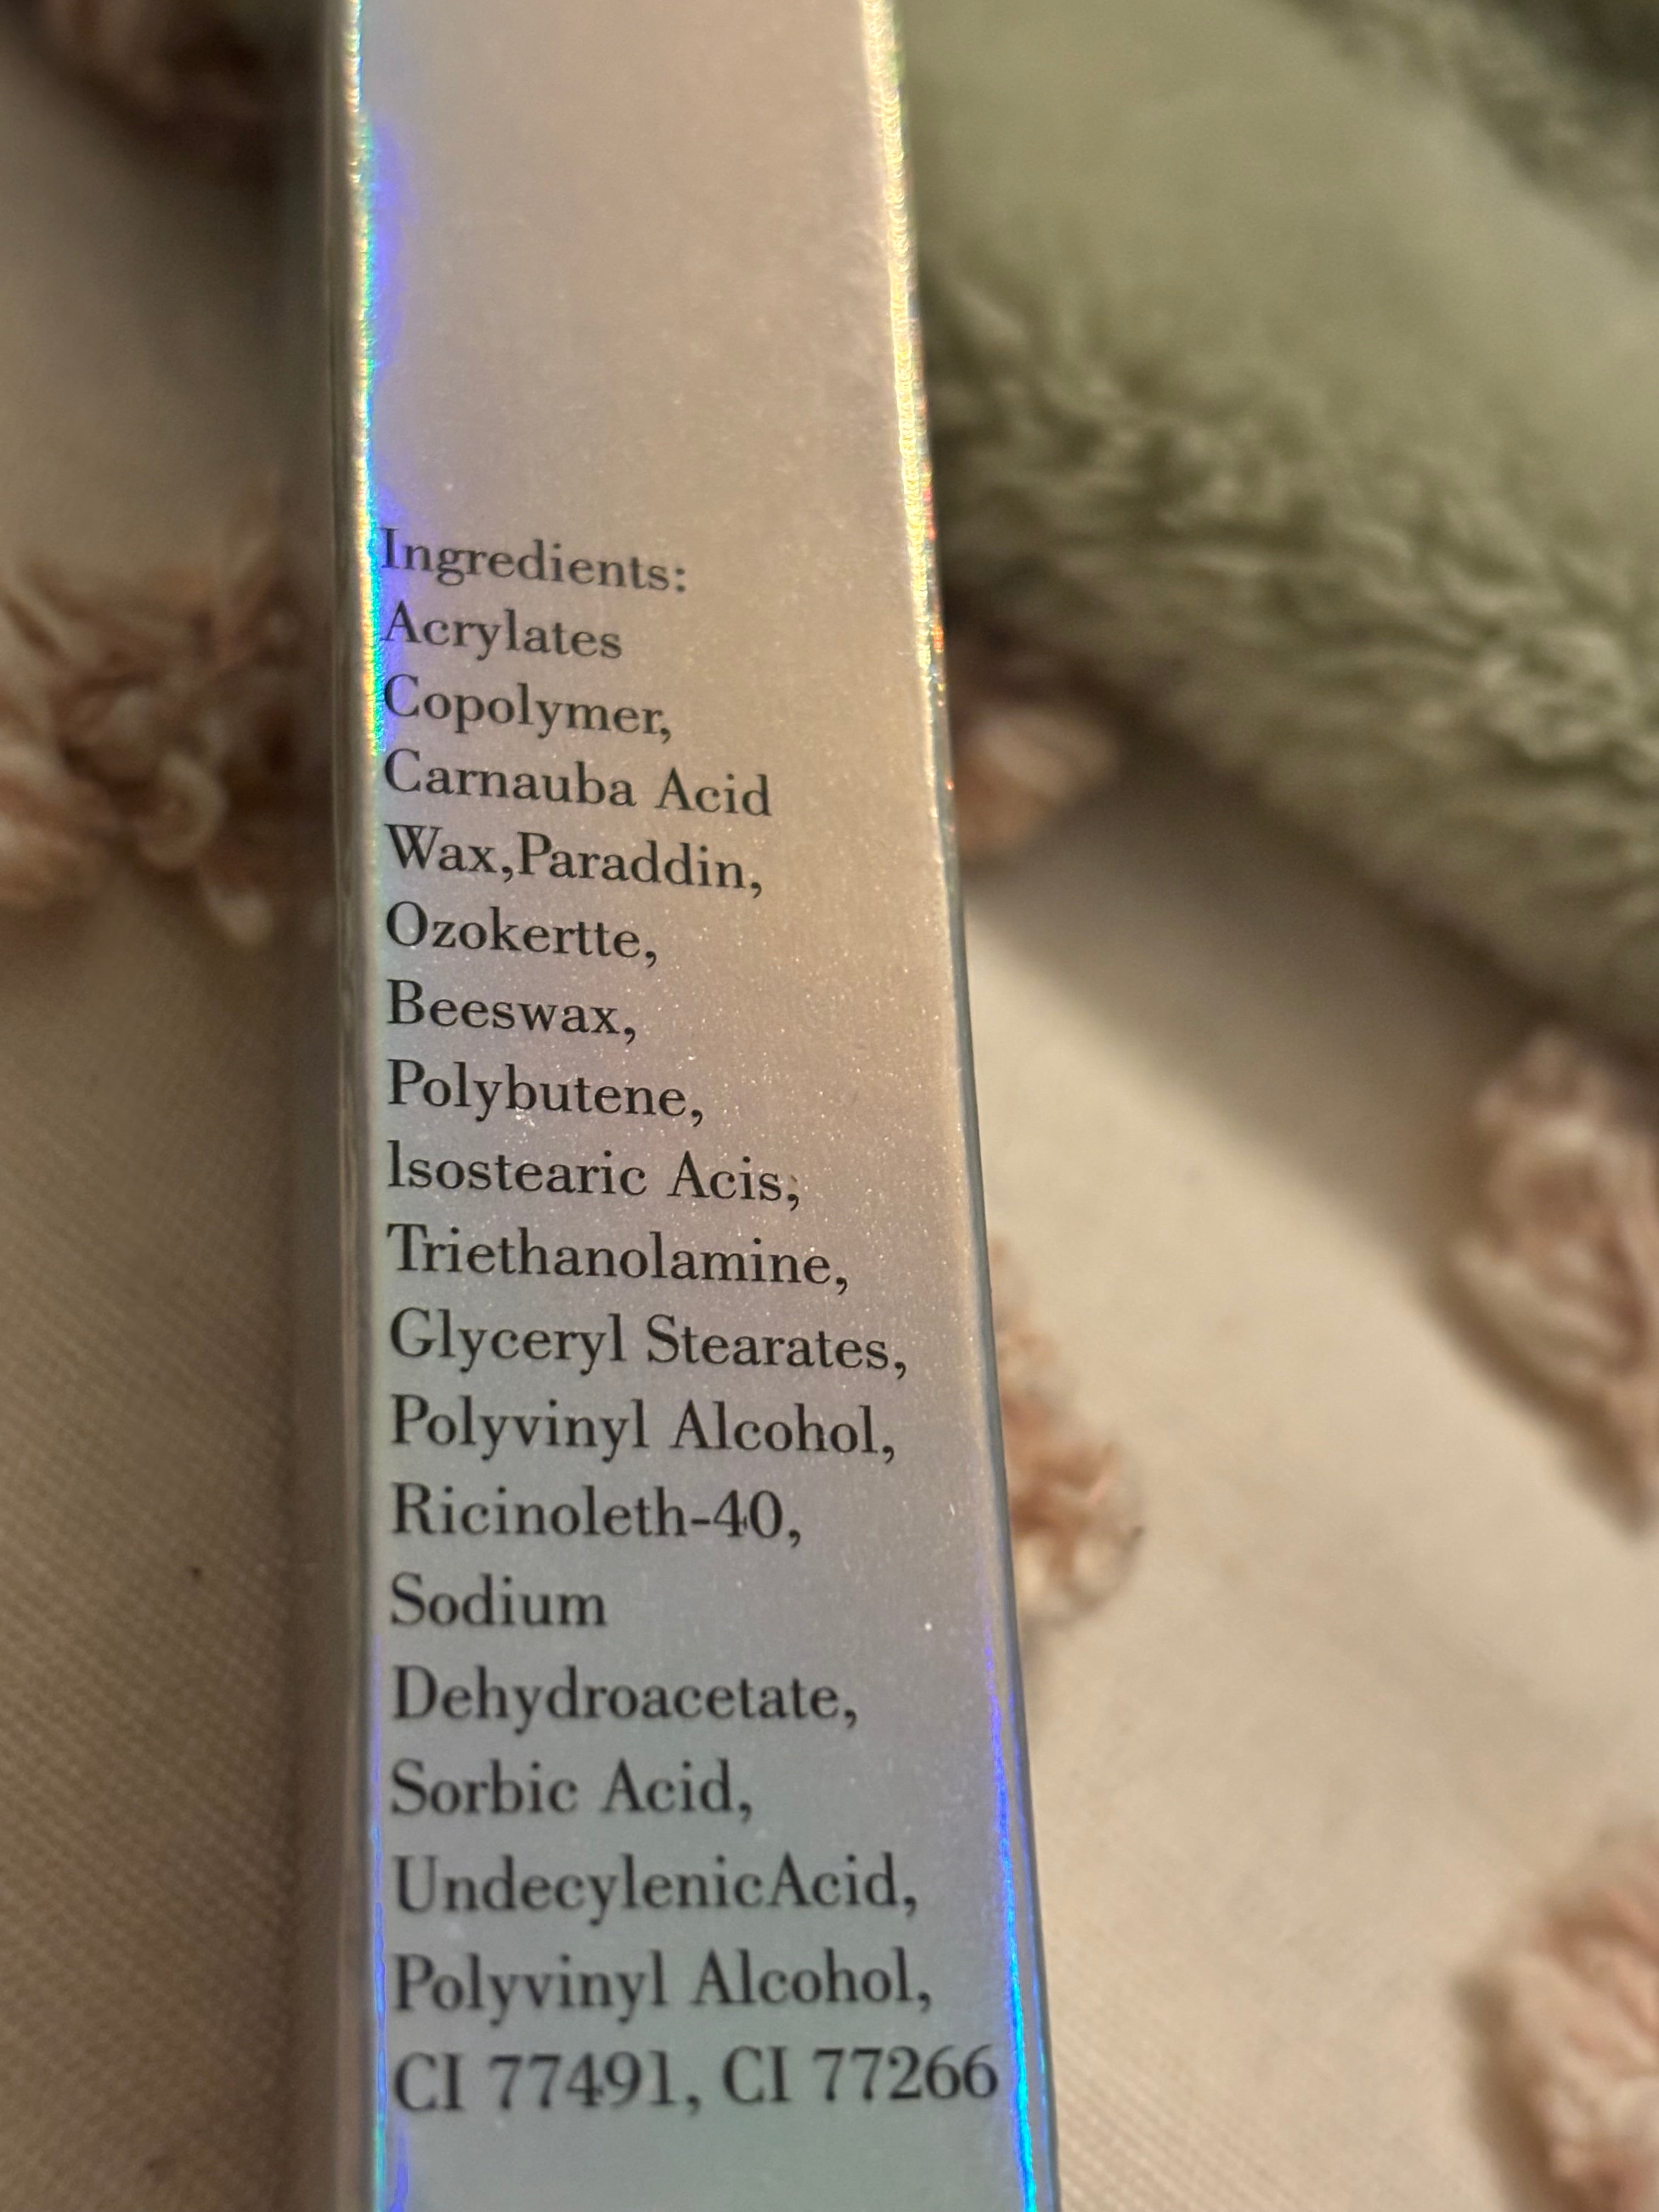 Ingredients:
Acrylates
Copolymer,
Carnauba Acid
Wax,Paraddin,
Ozokertte,
Beeswax,
Polybutene,
lsostearic Acis,
Triethanolamine,
Glyceryl Stearates,
Polyvinyl Alcohol,
Ricinoleth-40,
Sodium
Dehydroacetate,
Sorbic Acid,
UndecylenicAcid,
Polyvinyl Alcohol,
CI 77491, CI 77266